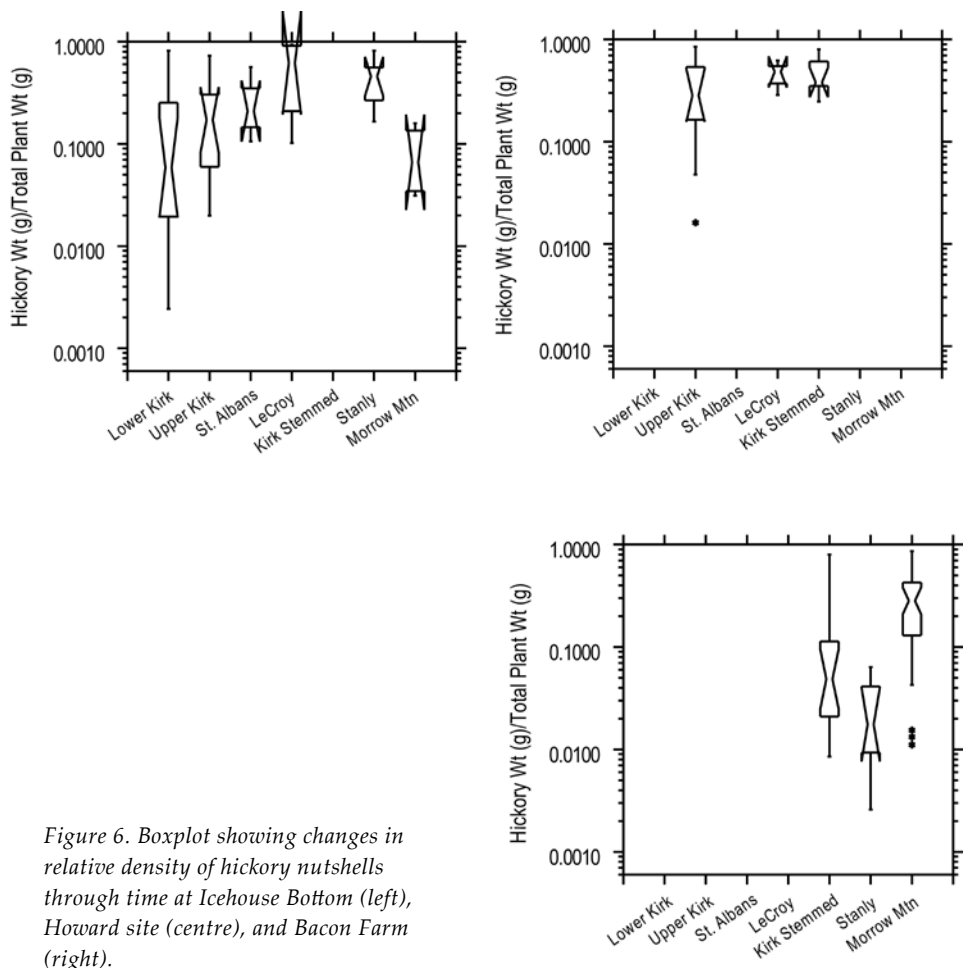 Hickory Wt (g)/Total Plant Wt (g)
1.0000
0.1000
0.0100
0.0010
Lower Kirk
Upper Kirk
St. Albans
LeCroy
Kirk Stemmed
Stanly
Morrow Mtn
Hickory Wt (g)/Total Plant Wt (g)
1.0000
0.1000
0.0100
0.0010
Lower Kirk
Upper Kirk
St. Albans
LeCroy
Kirk Stemmed
Stanly
Morrow Mtn
Hickory Wt (g)/Total Plant Wt (g)
1.0000
0.1000
0.0100
0.0010
Lower Kirk
Upper Kirk
St. Albans
LeCroy
Kirk Stemmed
Stanly
Morrow Mtn
Figure 6. Boxplot showing changes in
relative density of hickory nutshells
through time at Icehouse Bottom (left),
Howard site (centre), and Bacon Farm
(right).